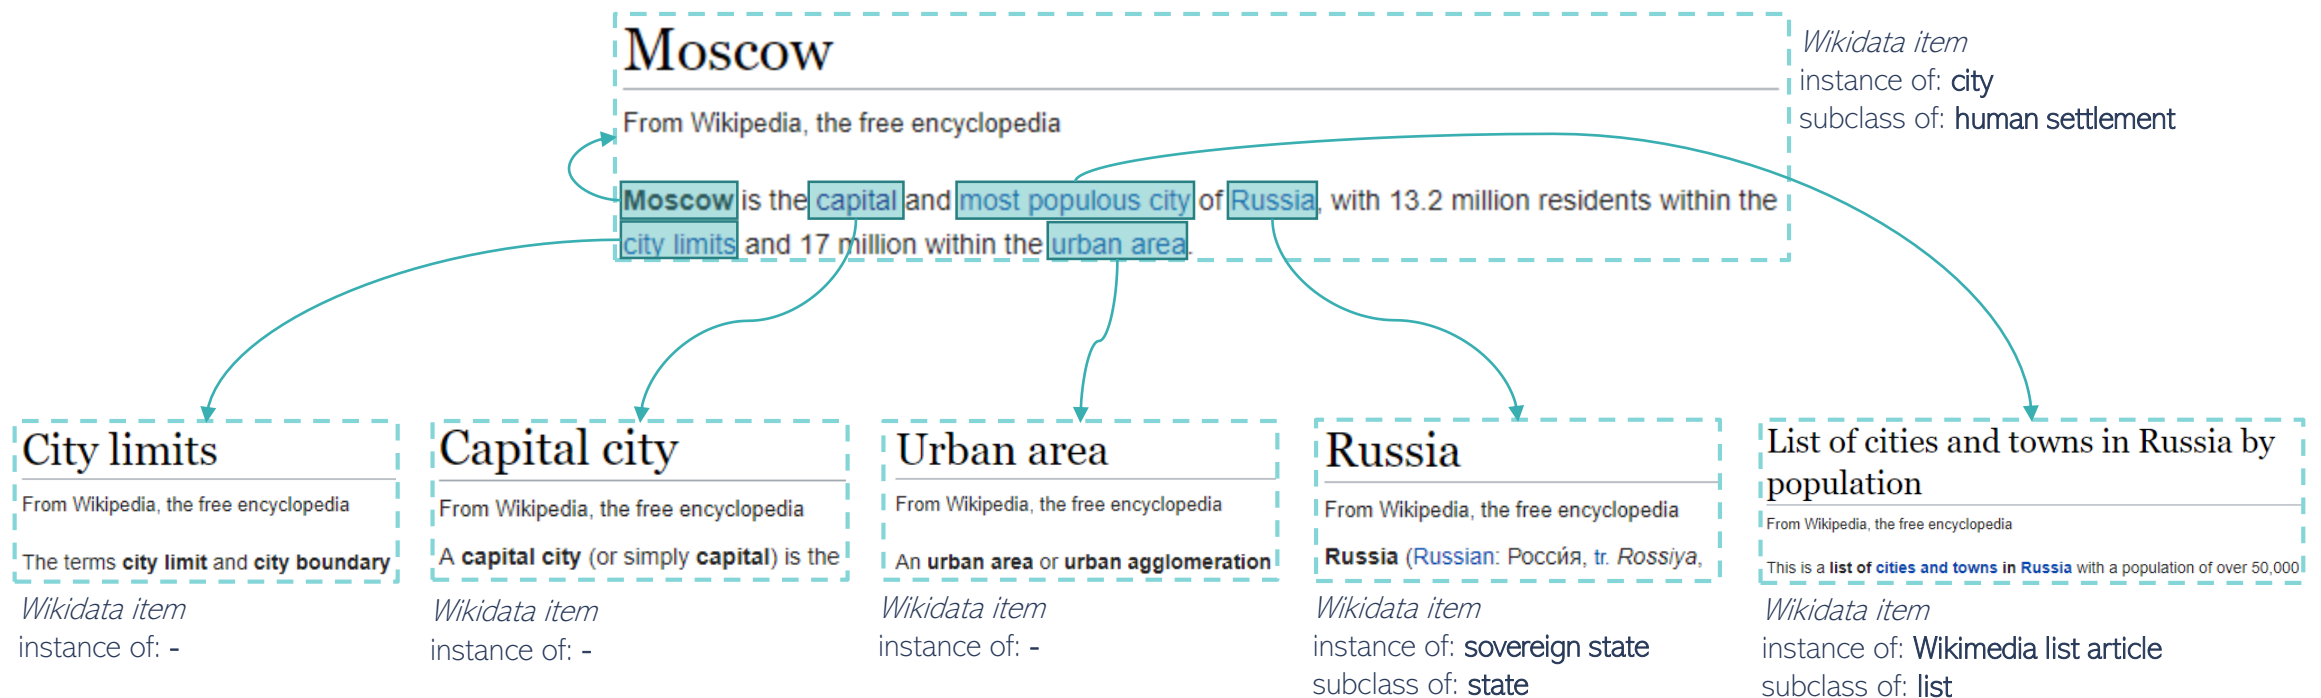 Moscow
From Wikipedia, the free encyclopedia
Moscow is the capital and most populous city of Russia, with 13.2 million residents within the
city limits and 17 million within the urban area.
Wikidata item
instance of: city
subclass of: human settlement
City limits
From Wikipedia, the free encyclopedia
The terms city limit and city boundary
Wikidata item
instance of: -
Capital city
From Wikipedia, the free encyclopedia
A capital city (or simply capital) is the
Wikidata item
instance of: -
Urban area
From Wikipedia, the free encyclopedia
An urban area or urban agglomeration
Wikidata item
instance of: -
Russia
From Wikipedia, the free encyclopedia
Russia (Russian: Росси́я, tr. Rossiya,
Wikidata item
instance of: sovereign state
subclass of: state
List of cities and towns in Russia by
population
From Wikipedia, the free encyclopedia
This is a list of cities and towns in Russia with a population of over 50,000
Wikidata item
instance of: Wikimedia list article
subclass of: list